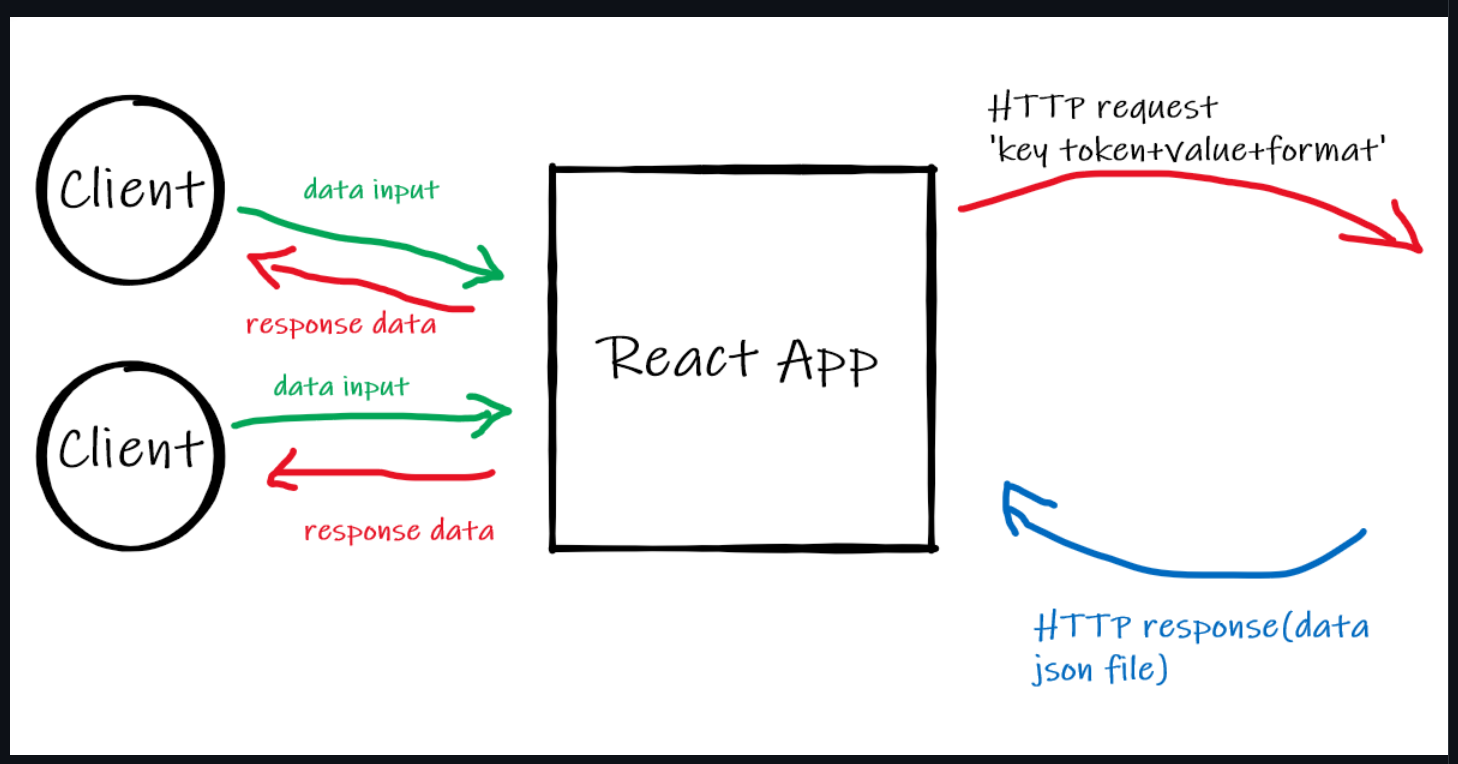 Client
data input
response data
Client
data input
response data
React App
HTTP request
'key token+value+format'
HTTP response(data
json file)